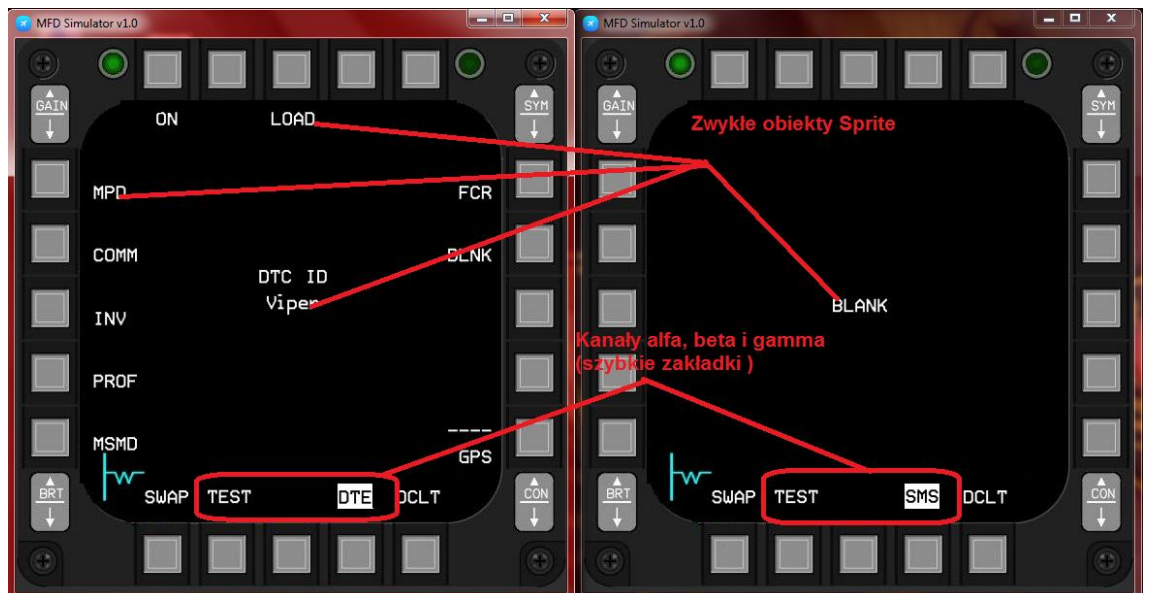 MFD Simulator v1.0
GAIN
SYM
ON LOAD
MPD FCR
COMM BLNK
DTC ID
Viper
INV
PROF
MSMD
----
GPS
BRT
CON
SWAP TEST DTE DCLT
MFD Simulator v1.0
GAIN
SYM
Zwykłe obiekty Sprite
BLANK
Kanały alfa, beta i gamma
(szybkie zakładki )
BRT
CON
SWAP TEST SMS DCLT
W
W